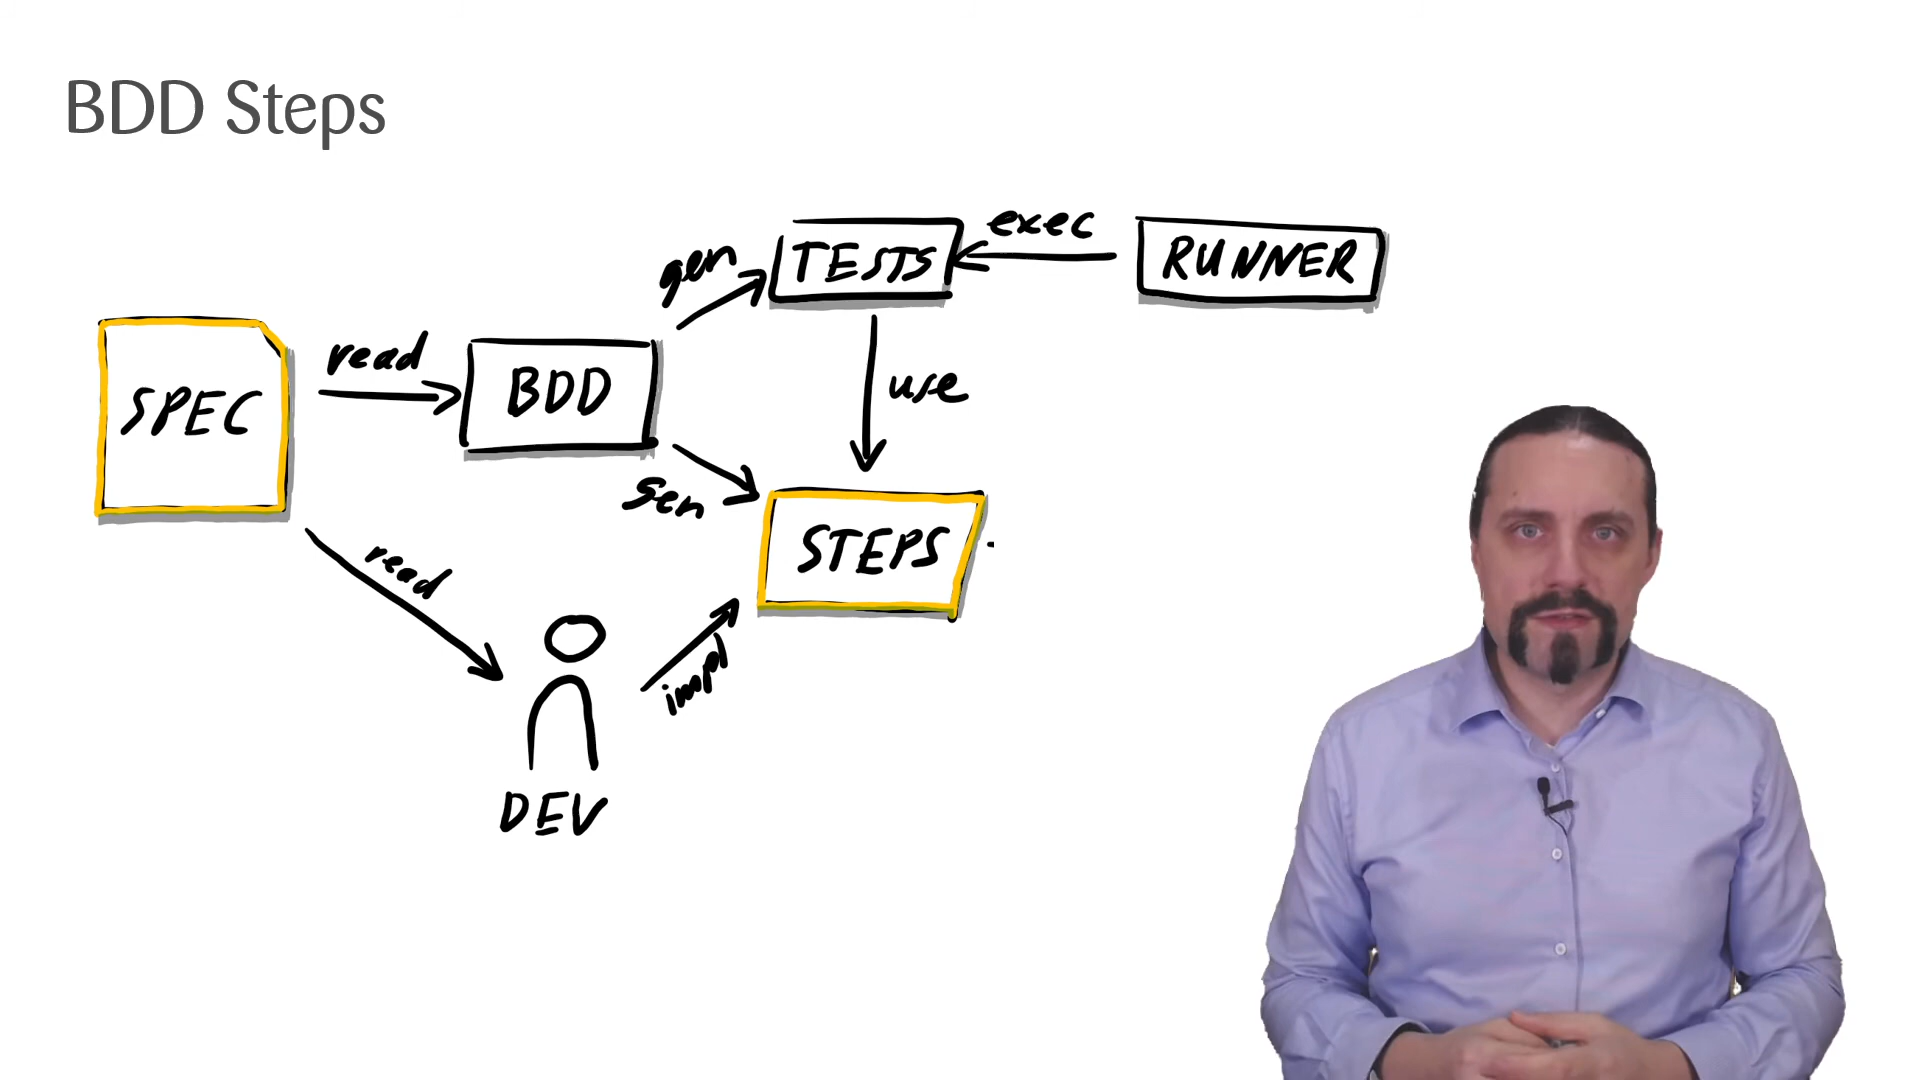 BDD Steps
exec
gen
TESTS
RUNNER
read
BDD
use
SPEC
gen
STEPS
read
impl
DEV